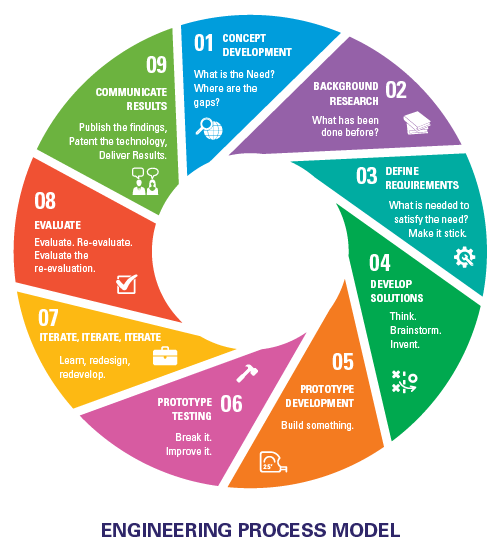 01
CONCEPT
DEVELOPMENT
What is the Need?
Where are the
gaps?
02
BACKGROUND
RESEARCH
What has been
done before?
03
DEFINE
REQUIREMENTS
What is needed to
satisfy the need?
Make it stick.
04
DEVELOP
SOLUTIONS
Think.
Brainstorm.
Invent.
05
PROTOTYPE
DEVELOPMENT
Build something.
25'
06
PROTOTYPE
TESTING
Break it.
Improve it.
07
ITERATE, ITERATE, ITERATE
Learn, redesign,
redevelop.
08
EVALUATE
Evaluate. Re-evaluate.
Evaluate the
re-evaluation.
09
COMMUNICATE
RESULTS
Publish the findings,
Patent the technology,
Deliver Results.
ENGINEERING PROCESS MODEL